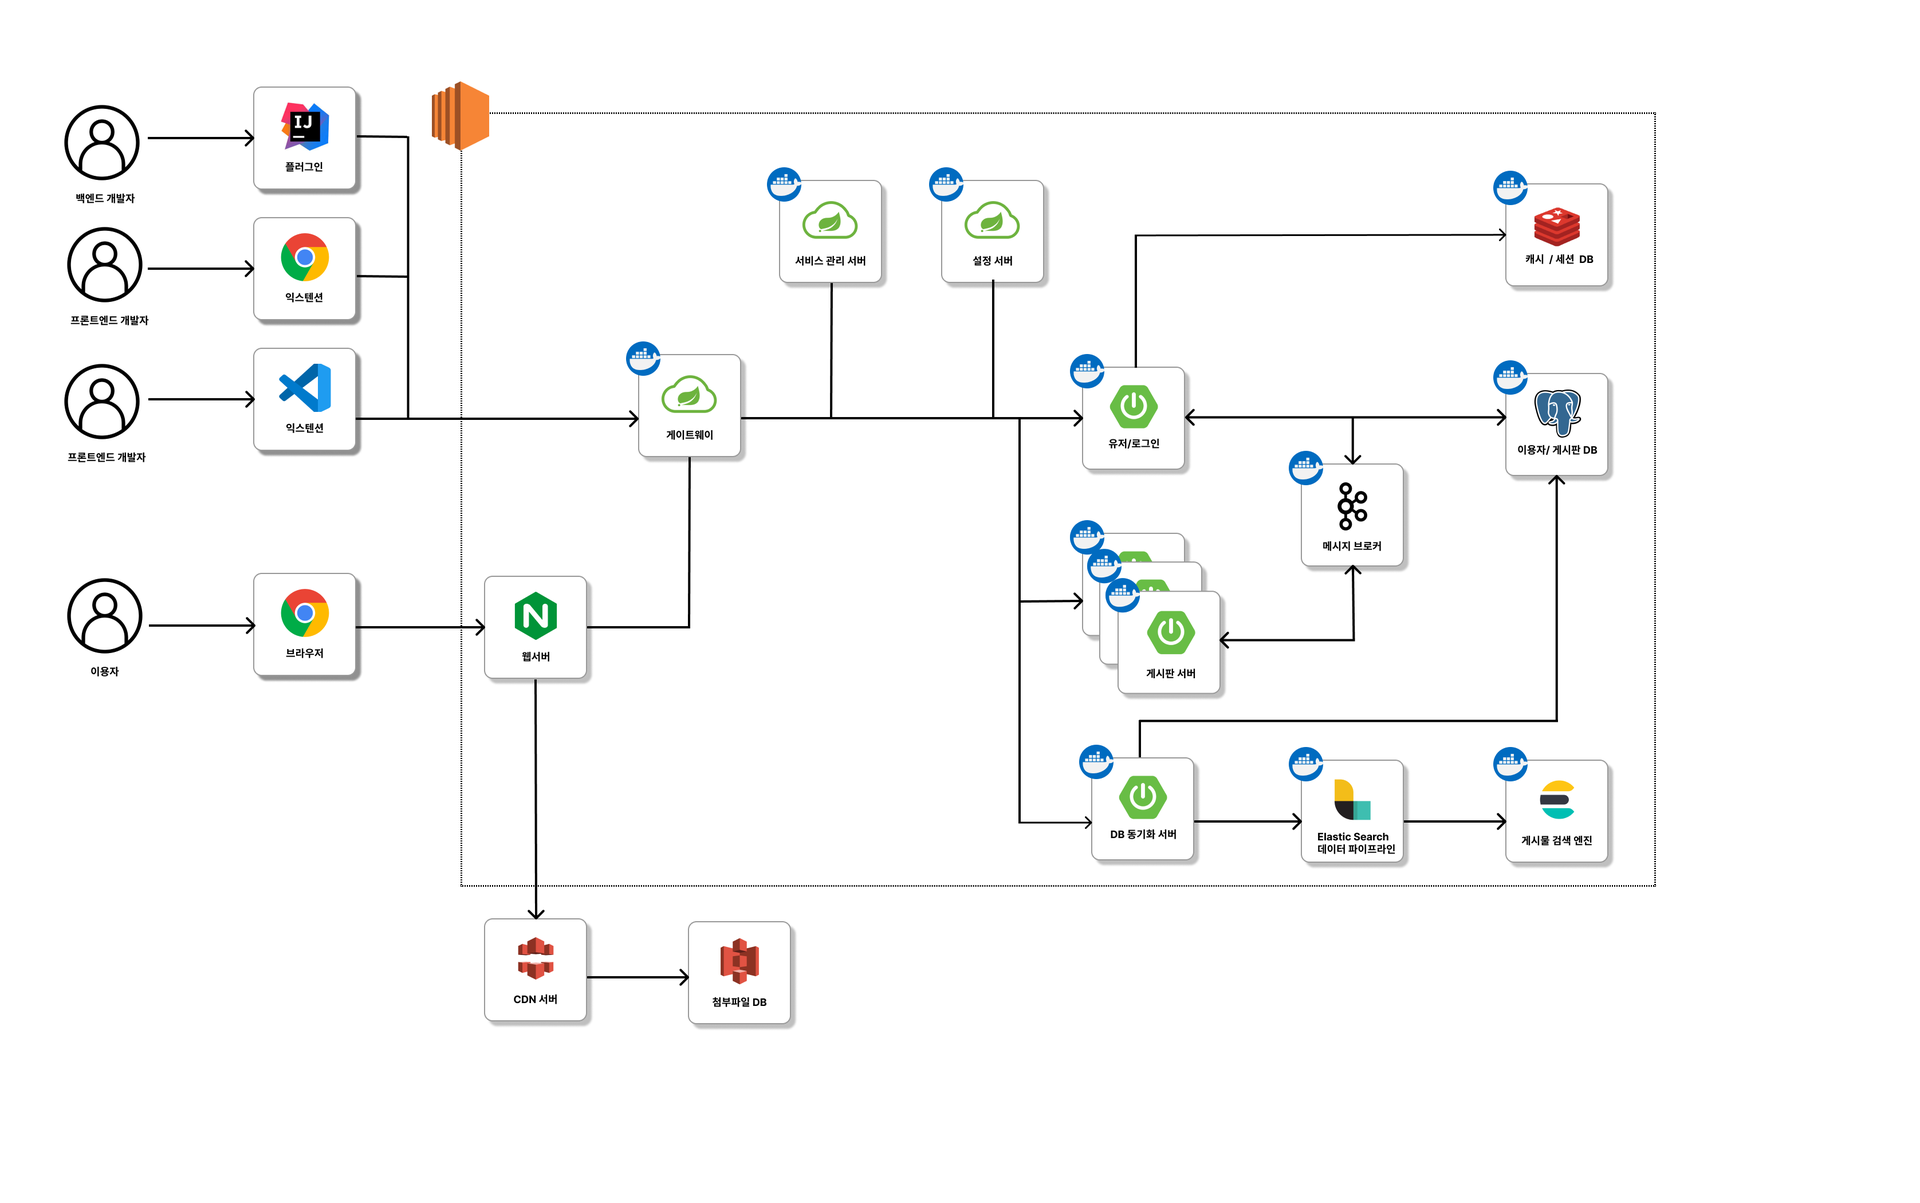 IJ
플러그인
백엔드 개발자
익스텐션
프론트엔드 개발자
익스텐션
프론트엔드 개발자
서비스 관리 서버
설정 서버
캐시 / 세션 DB
게이트웨이
유저/로그인
이용자/ 게시판 DB
메시지 브로커
브라우저
이용자
N
웹서버
게시판 서버
DB 동기화 서버
Elastic Search
데이터 파이프라인
게시물 검색 엔진
CDN 서버
첨부파일 DB